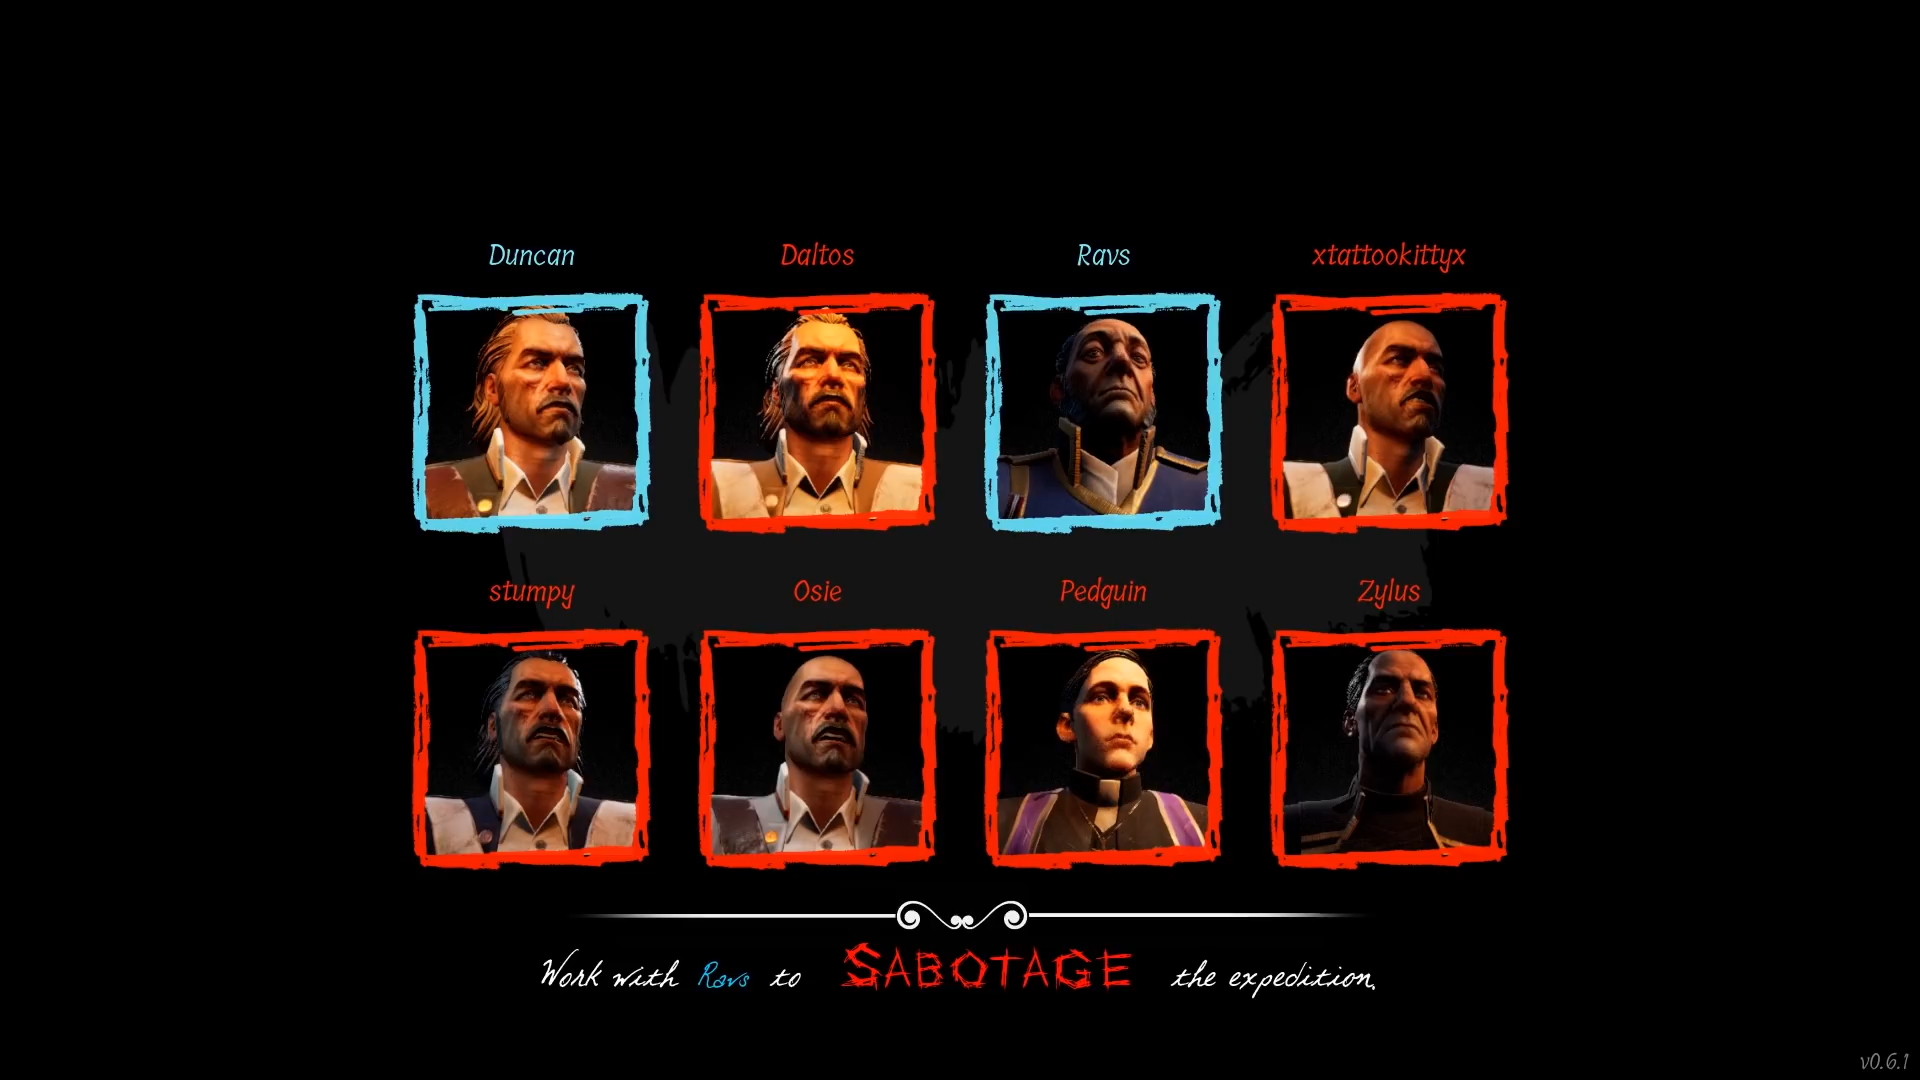 Duncan Daltos Ravs xtattookittyx
stumpy Osie Pedguin Zylus
Work with Ravs to SABOTAGE the expedition.
v0.6.1